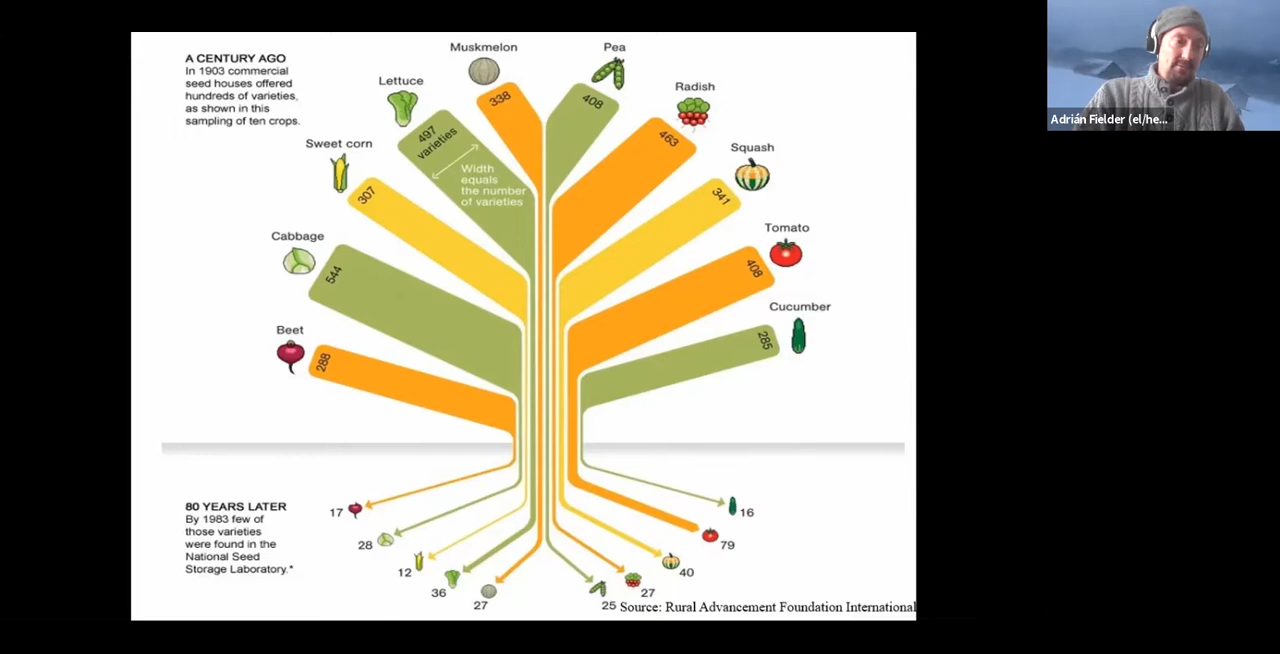 A CENTURY AGO
In 1903 commercial
seed houses offered
hundreds of varieties,
as shown in this
sampling of ten crops.
Muskmelon
338
Pea
408
Lettuce
497
varieties
Width
equals
the number
of varieties
Radish
463
Sweet corn
307
Squash
341
Cabbage
544
Tomato
408
Beet
288
Cucumber
285
Adrián Fielder (el/he...
80 YEARS LATER
By 1983 few of
those varieties
were found in the
National Seed
Storage Laboratory.*
17
28
12
36
27
25
27
40
79
16
Source: Rural Advancement Foundation International